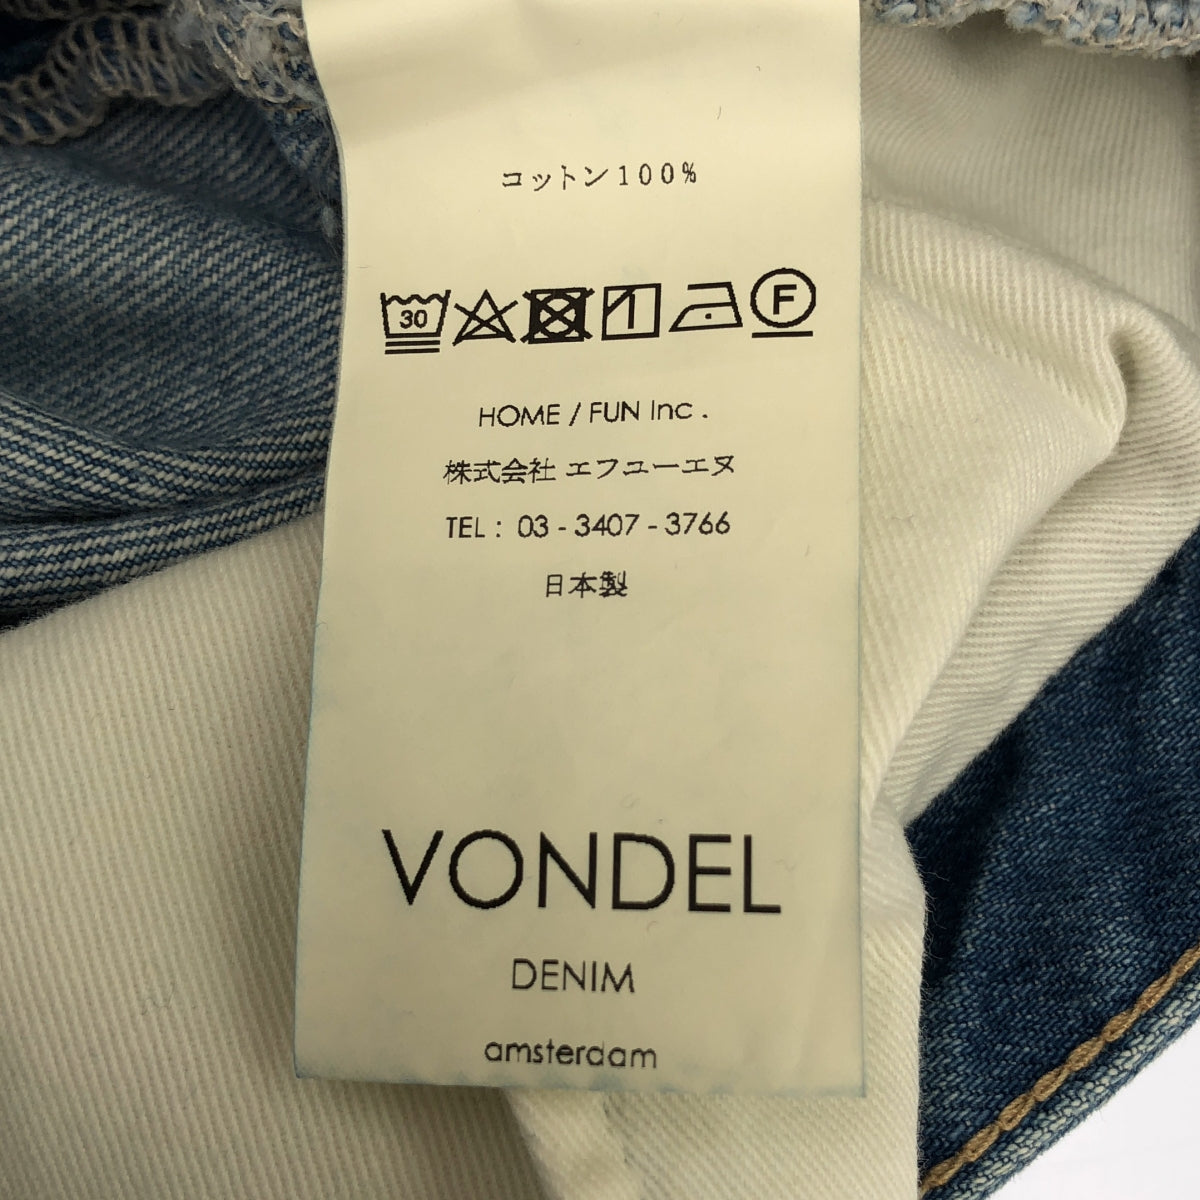 コットン100%
30 F
HOME / FUN Inc .
株式会社 エフユーエヌ
TEL : 03 - 3407 - 3766
日本製
VONDEL
DENIM
amsterdam